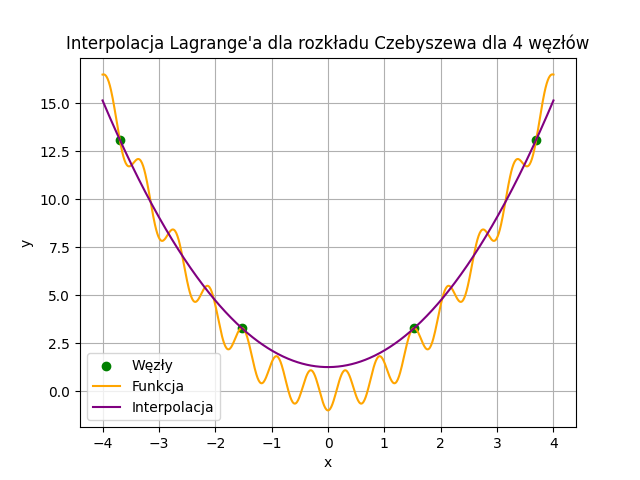 Interpolacja Lagrange'a dla rozkładu Czebyszewa dla 4 węzłów
15.0
12.5
10.0
7.5
5.0
2.5
0.0
y
Węzły
Funkcja
Interpolacja
−4 −3 −2 −1 0 1 2 3 4
x